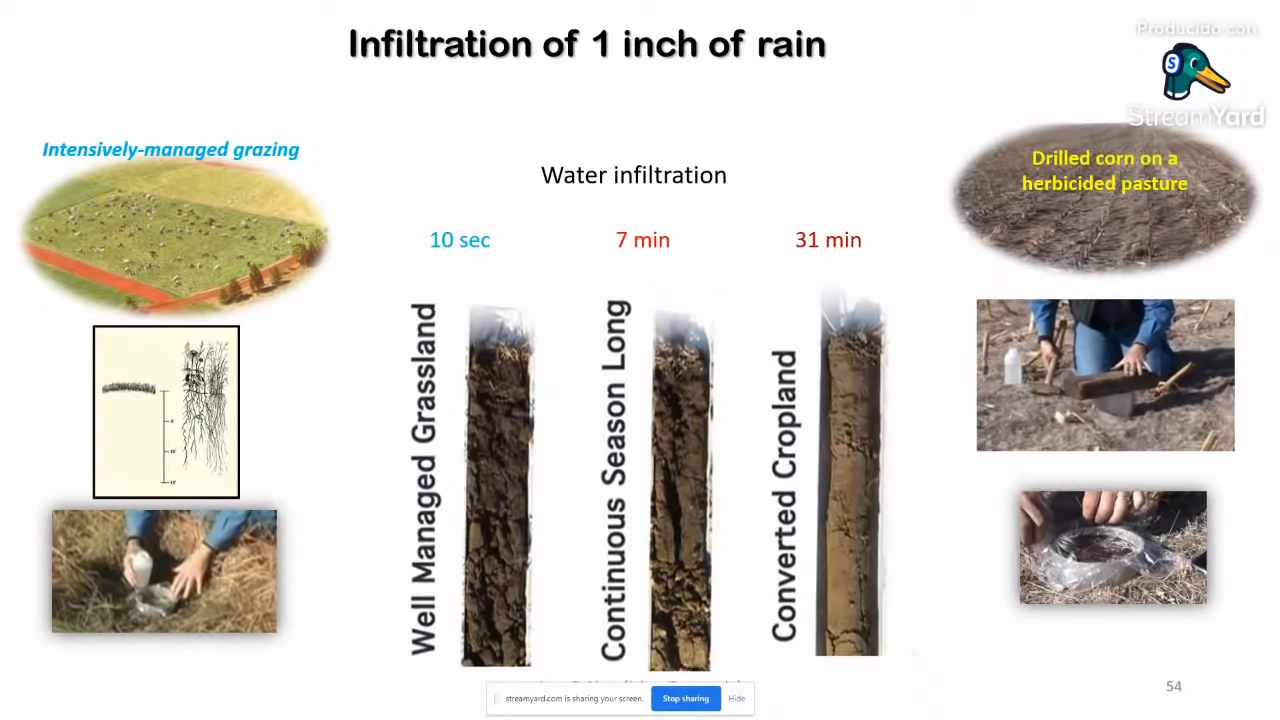 Infiltration of 1 inch of rain
Producido con
S
StreamYard
Intensively-managed grazing
Drilled corn on a
herbicided pasture
Water infiltration
10 sec
7 min
31 min
Well Managed Grassland
Continuous Season Long
Converted Cropland
streamyard.com is sharing your screen.
Stop sharing
Hide
54